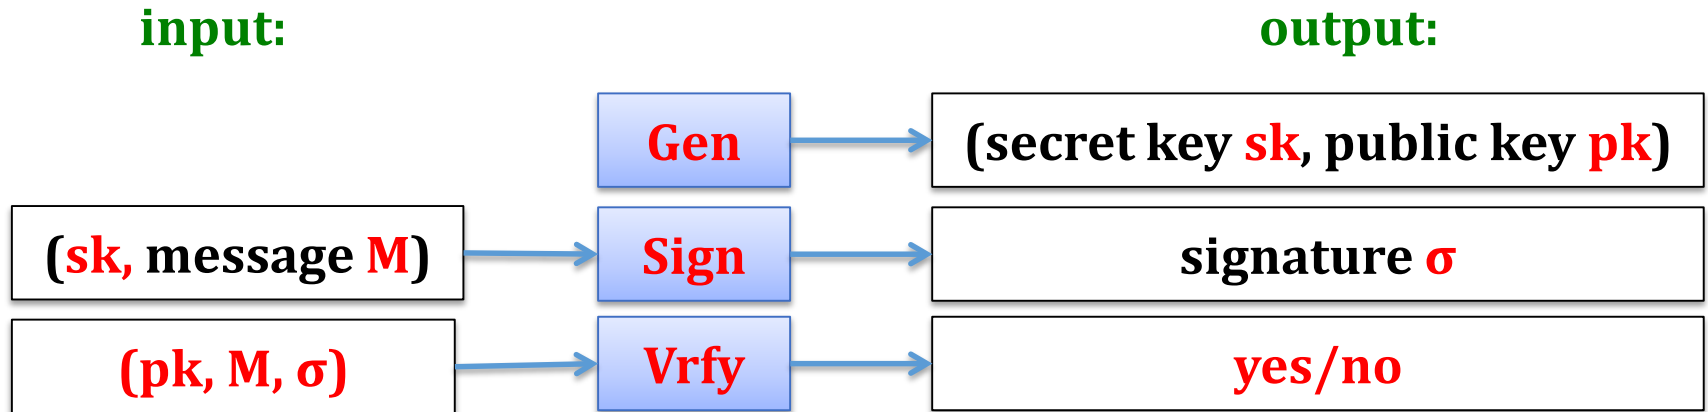 input: output:
Gen (secret key sk, public key pk)
(sk, message M) Sign signature σ
(pk, M, σ) Vrfy yes/no